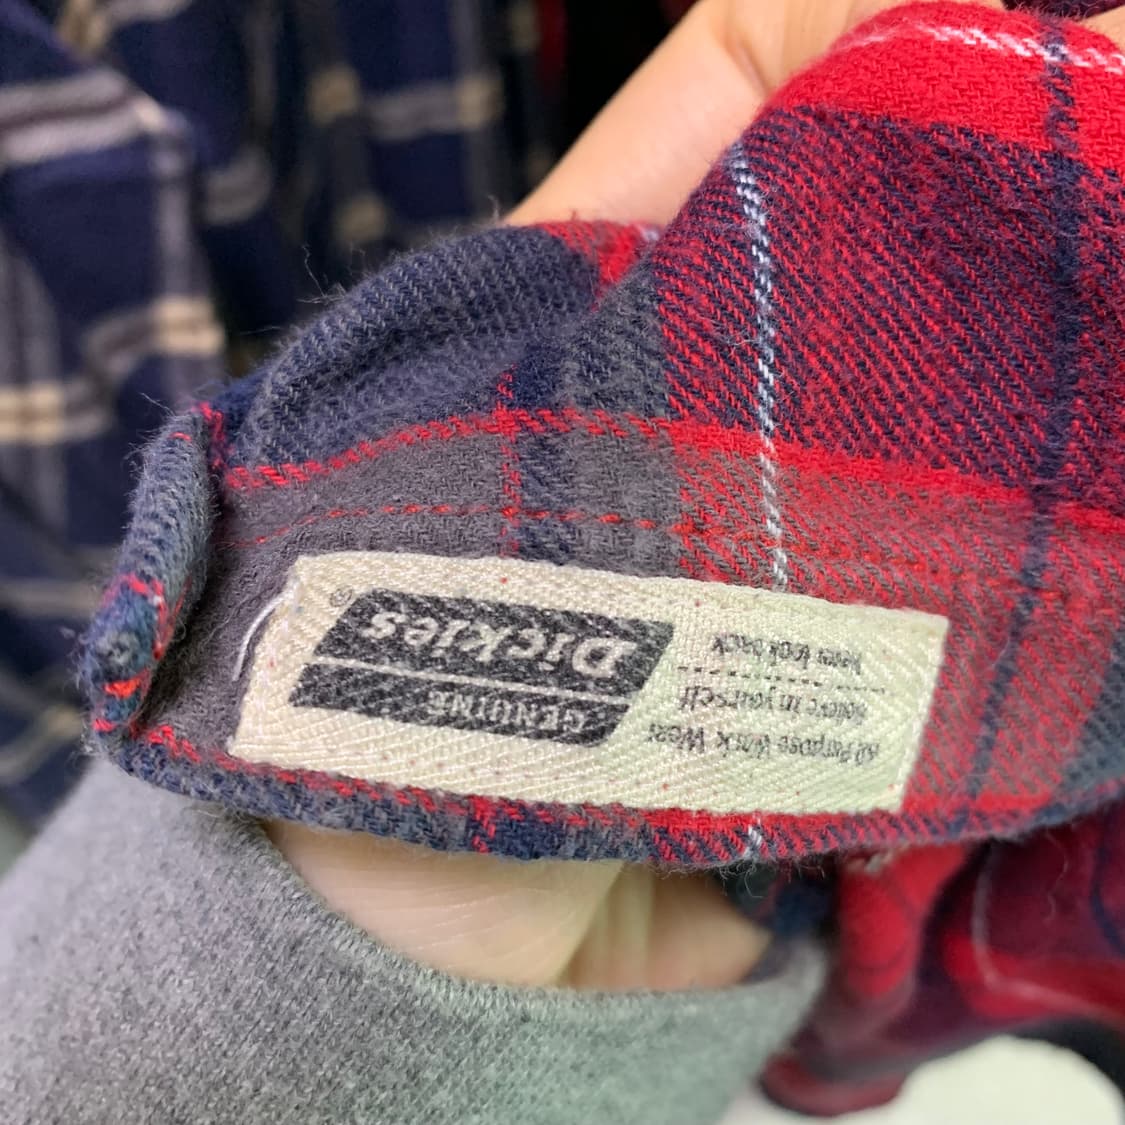 GENUINE
Dickies®
All Purpose Work Wear
Believe in yourself
Never look back